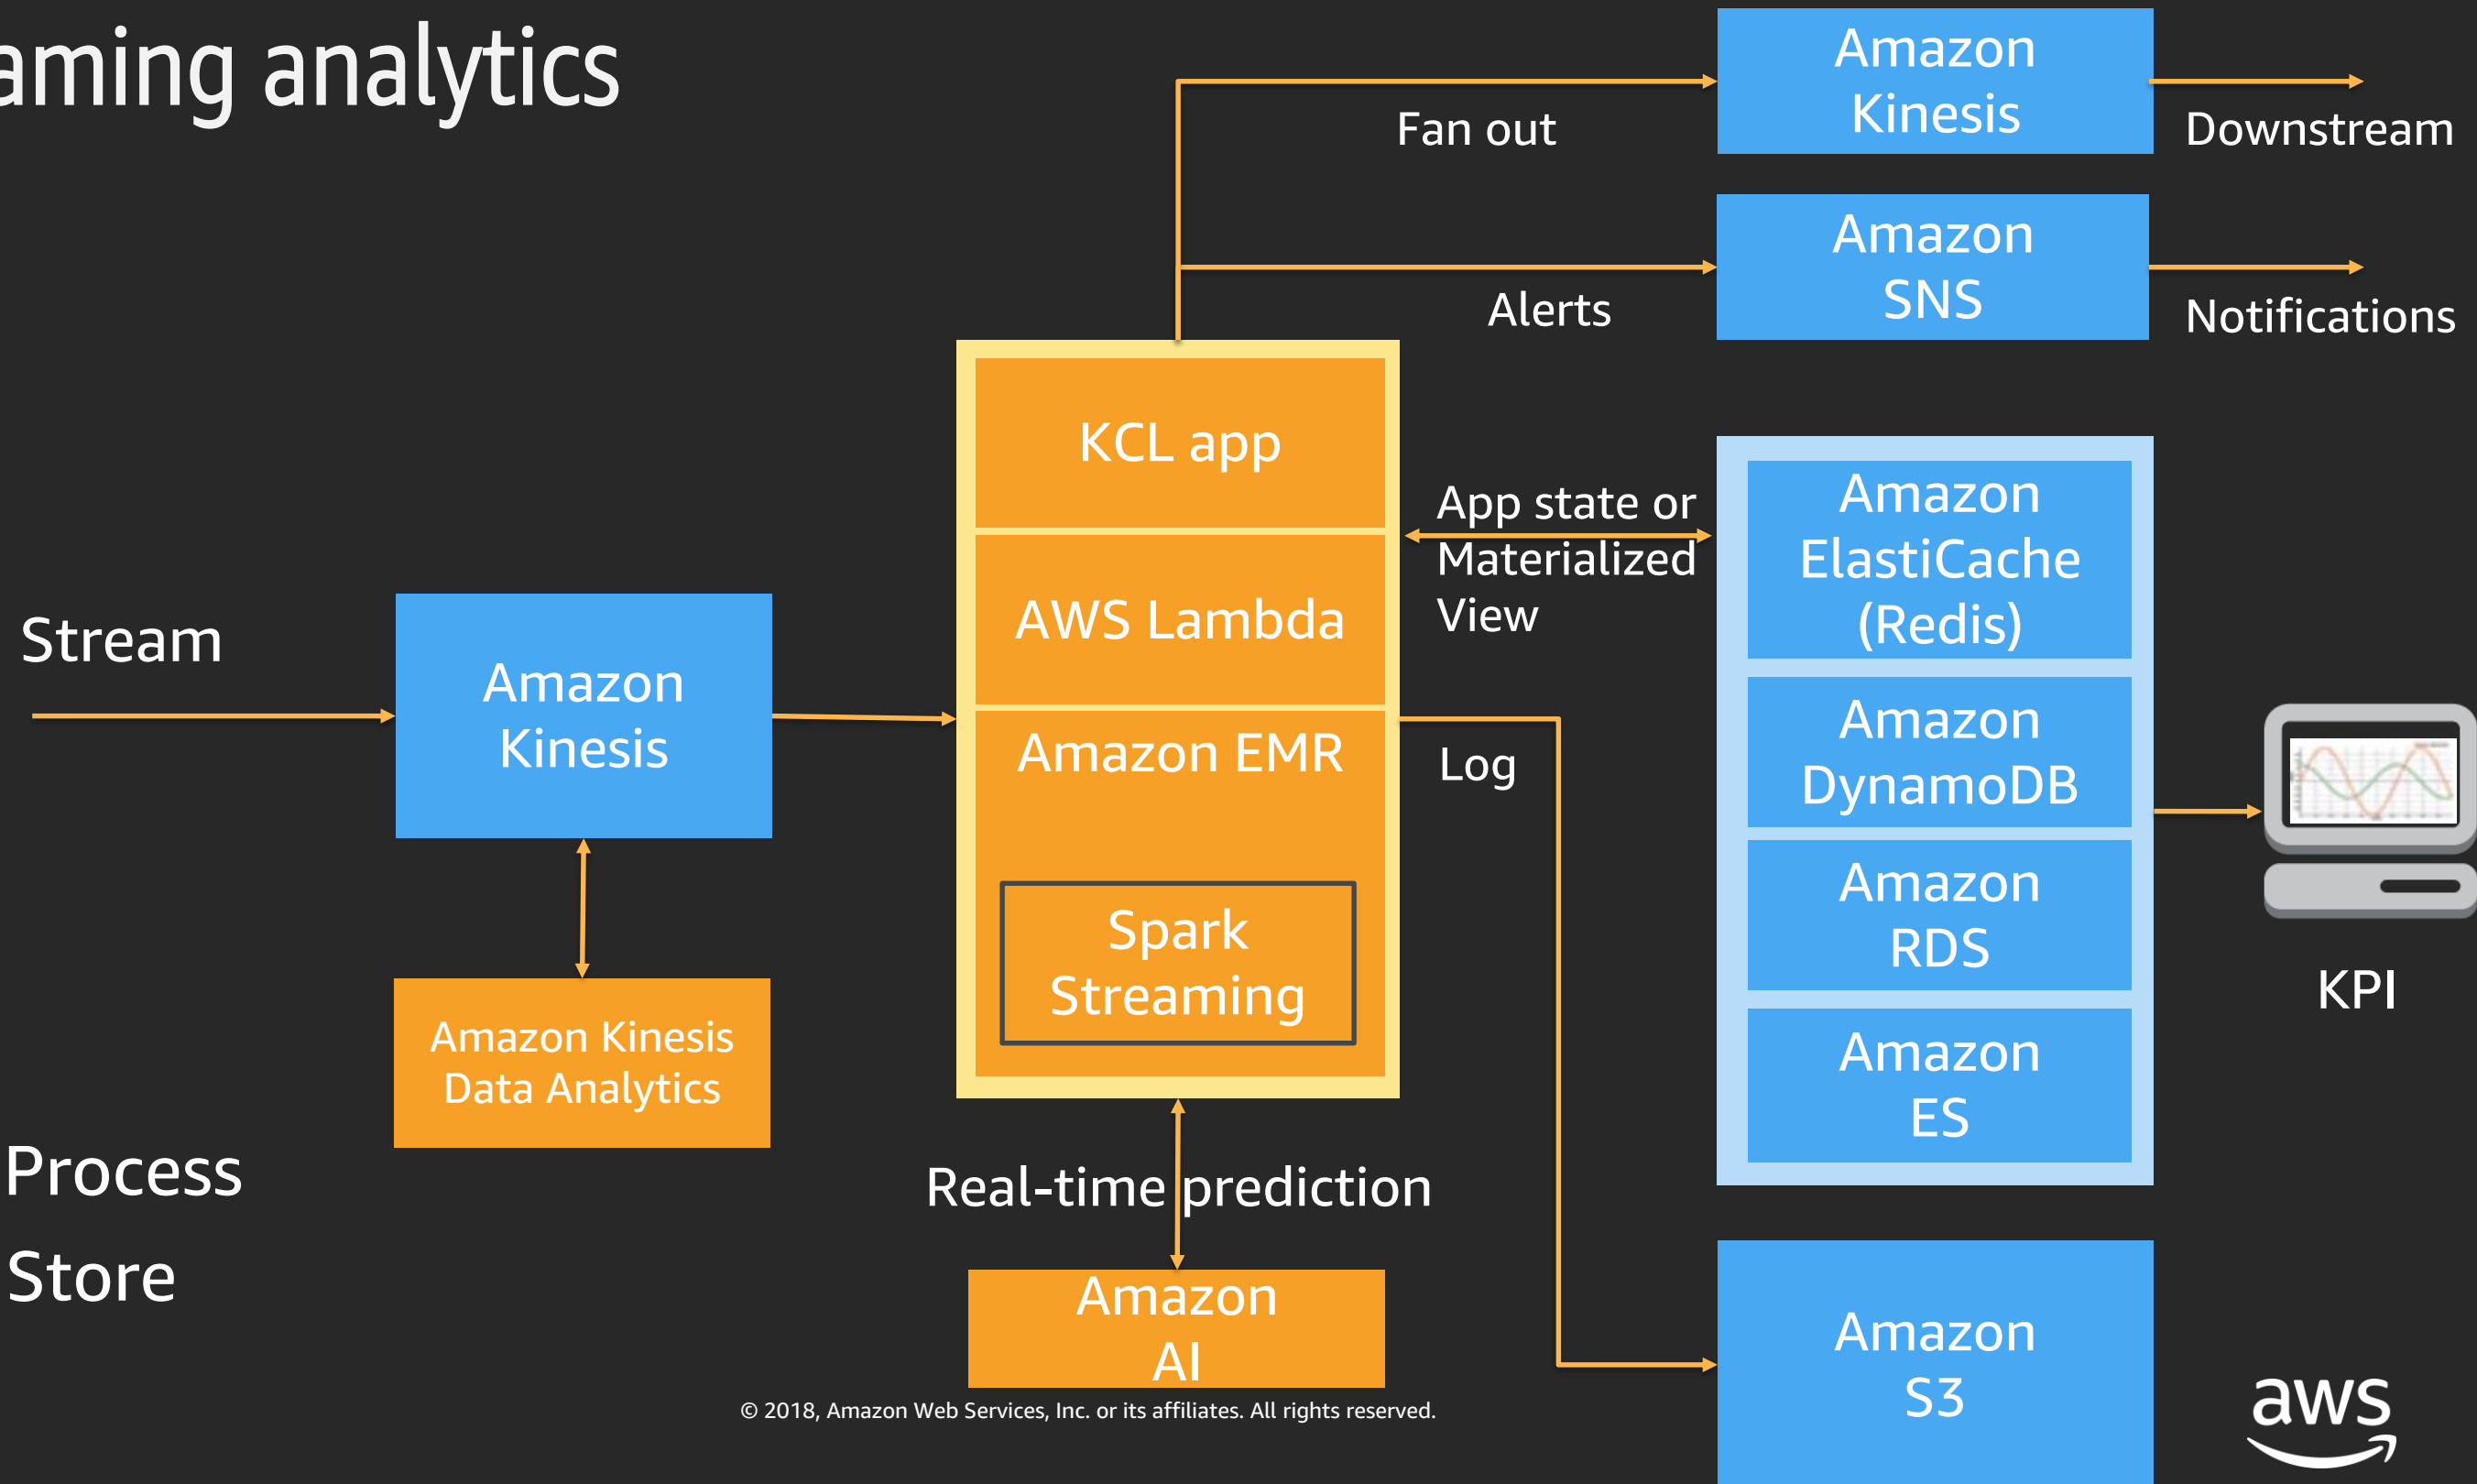 aming analytics
Amazon
Kinesis
Fan out
Downstream
Amazon
SNS
Alerts
Notifications
KCL app
AWS Lambda
Amazon EMR
Spark
Streaming
App state or
Materialized
View
Log
Amazon
ElastiCache
(Redis)
Amazon
DynamoDB
Amazon
RDS
Amazon
ES
KPI
Stream
Amazon
Kinesis
Amazon Kinesis
Data Analytics
Process
Store
Real-time prediction
Amazon
AI
Amazon
S3
© 2018, Amazon Web Services, Inc. or its affiliates. All rights reserved.
aws